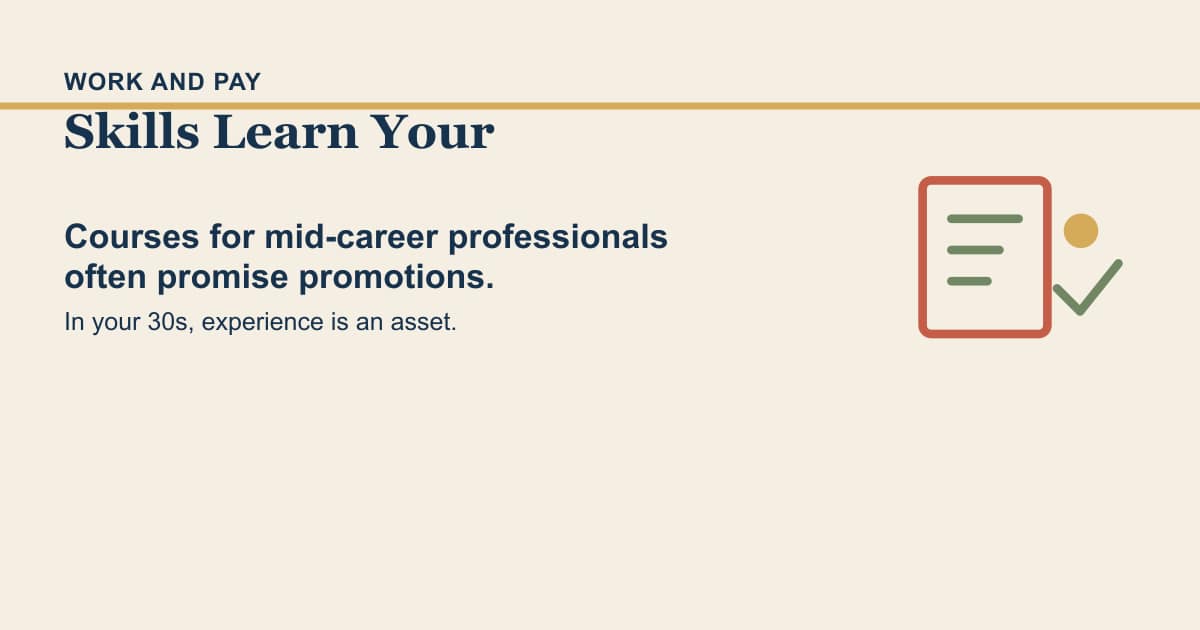 WORK AND PAY
Skills Learn Your
Courses for mid-career professionals
often promise promotions.
In your 30s, experience is an asset.